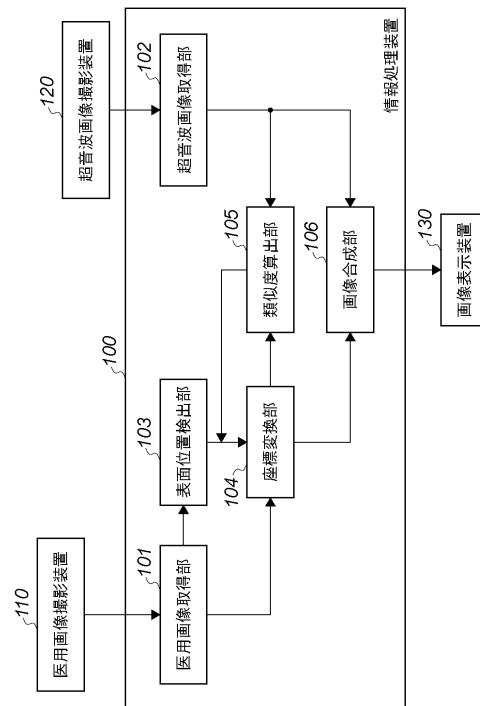 110
医用画像撮影装置
120
超音波画像撮影装置
100
101
医用画像取得部
103
表面位置検出部
102
超音波画像取得部
104
座標変換部
105
類似度算出部
106
画像合成部
情報処理装置
130
画像表示装置